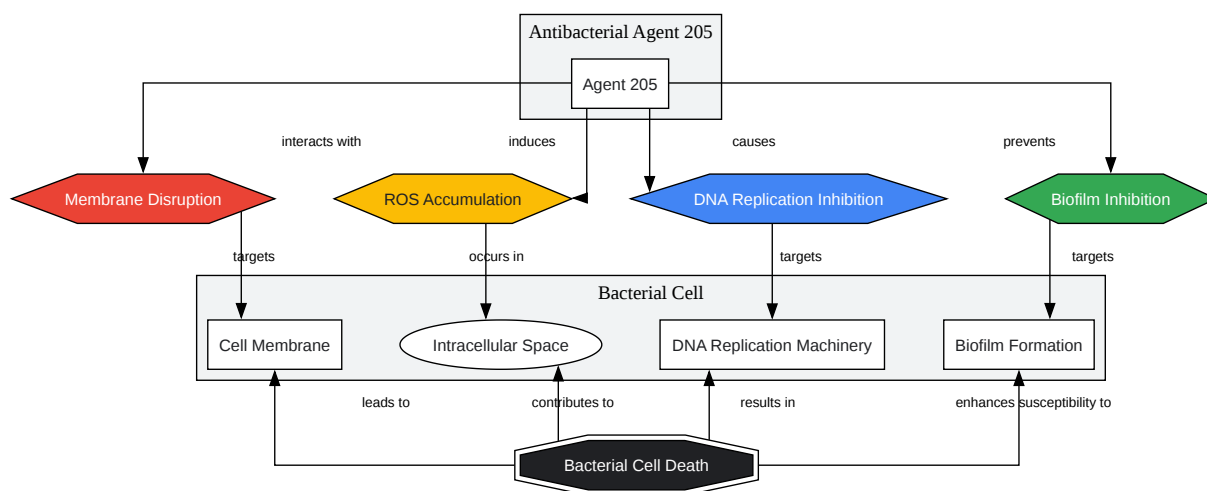 Antibacterial Agent 205
Agent 205
interacts with
induces
causes
prevents
Membrane Disruption
ROS Accumulation
DNA Replication Inhibition
Biofilm Inhibition
targets
occurs in
targets
targets
Bacterial Cell
Cell Membrane
Intracellular Space
DNA Replication Machinery
Biofilm Formation
leads to
contributes to
results in
enhances susceptibility to
Bacterial Cell Death